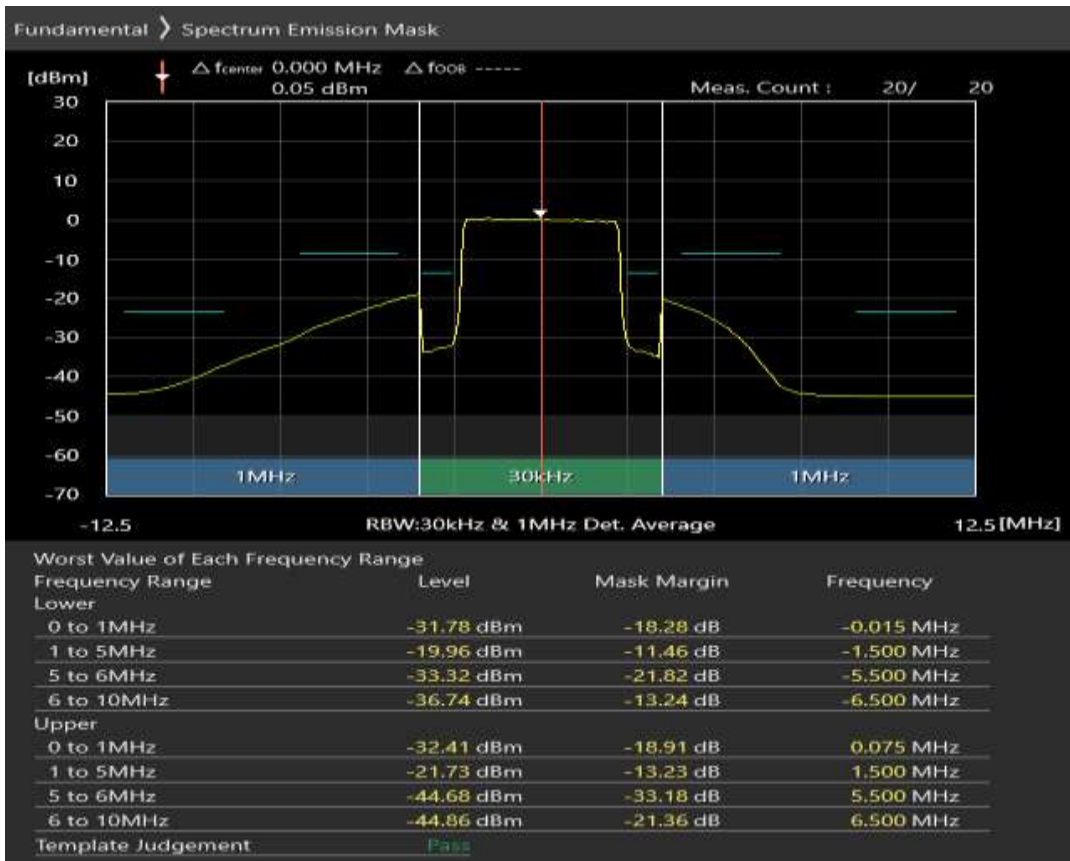 Fundamental ❯ Spectrum Emission Mask
△ fcenter 0.000 MHz △ fOOB -----
[dBm] 0.05 dBm Meas. Count : 20/ 20
30
20
10
0
-10
-20
-30
-40
-50
-60
1MHz 30kHz 1MHz
-70
-12.5 RBW:30kHz & 1MHz Det. Average 12.5 [MHz]
Worst Value of Each Frequency Range
Frequency Range Level Mask Margin Frequency
Lower
0 to 1MHz -31.78 dBm -18.28 dB -0.015 MHz
1 to 5MHz -19.96 dBm -11.46 dB -1.500 MHz
5 to 6MHz -33.32 dBm -21.82 dB -5.500 MHz
6 to 10MHz -36.74 dBm -13.24 dB -6.500 MHz
Upper
0 to 1MHz -32.41 dBm -18.91 dB 0.075 MHz
1 to 5MHz -21.73 dBm -13.23 dB 1.500 MHz
5 to 6MHz -44.68 dBm -33.18 dB 5.500 MHz
6 to 10MHz -44.86 dBm -21.36 dB 6.500 MHz
Template Judgement Pass